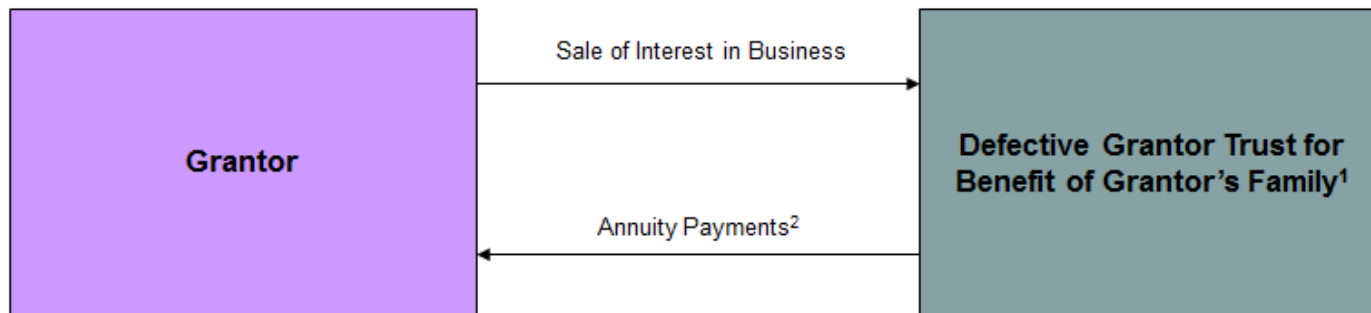 Sale of Interest in Business
Grantor
Defective Grantor Trust for
Benefit of Grantor's Family¹
Annuity Payments²